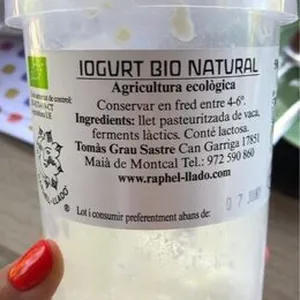 IOGURT BIO NATURAL
Agricultura ecològica
Conservar en fred entre 4-6º.
Ingredients: llet pasteuritzada de vaca,
ferments làctics. Conté lactosa.
Tomàs Grau Sastre Can Garriga 17851
Maià de Montcal Tel.: 972 590 860
www.raphel-llado.com
Lot i consumir preferentment abans de:
07 JUN